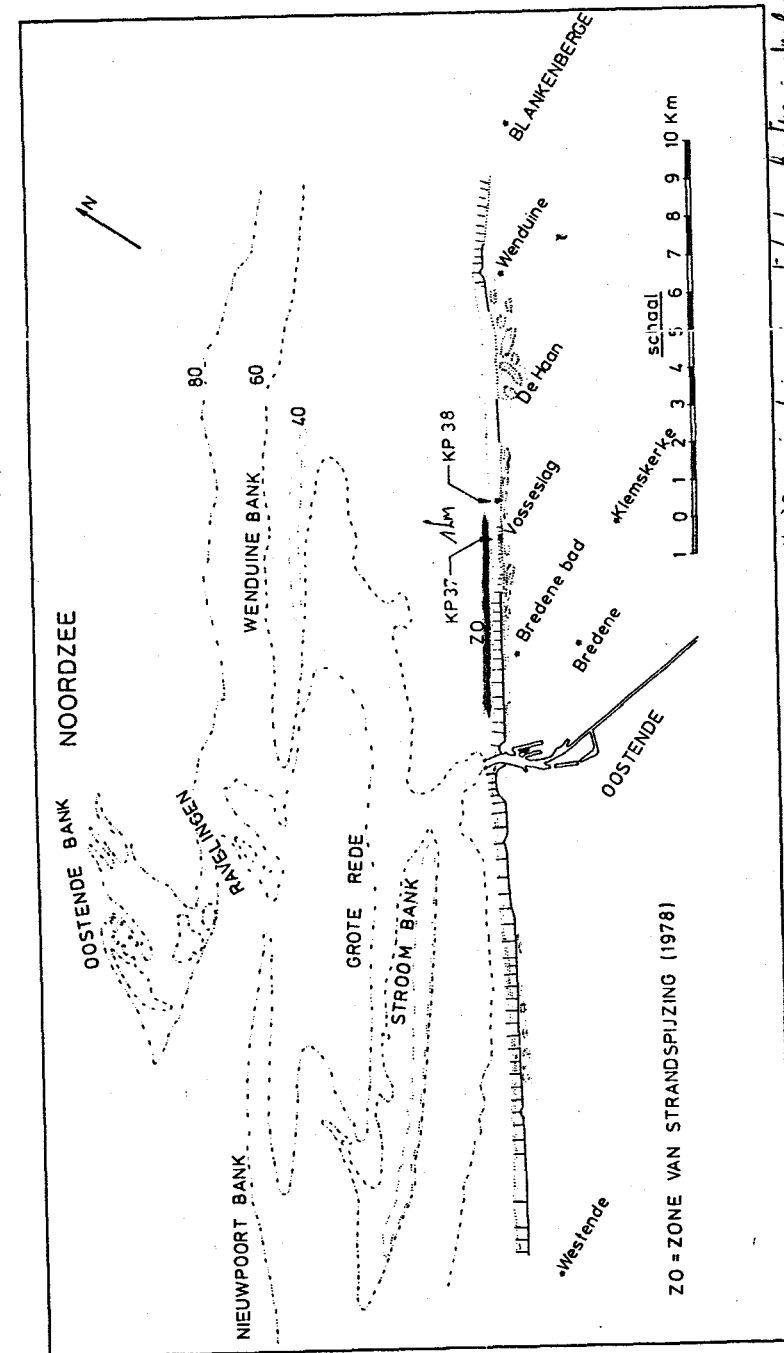 NOORDZEE
OOSTENDE BANK
RAVELINGEN
NIEUWPOORT BANK
WENDUINE BANK
80
60
40
N
GROTE REDE
STROOM BANK
1km
KP37
KP 38
ZO
BLANKENBERGE
Wenduine
De Haan
Vosseslag
Klemskerke
Bredene bad
Bredene
OOSTENDE
Westende
schaal
1 0 1 2 3 4 5 6 7 8 9 10 Km
ZO = ZONE VAN STRANDSPIJZING (1978)